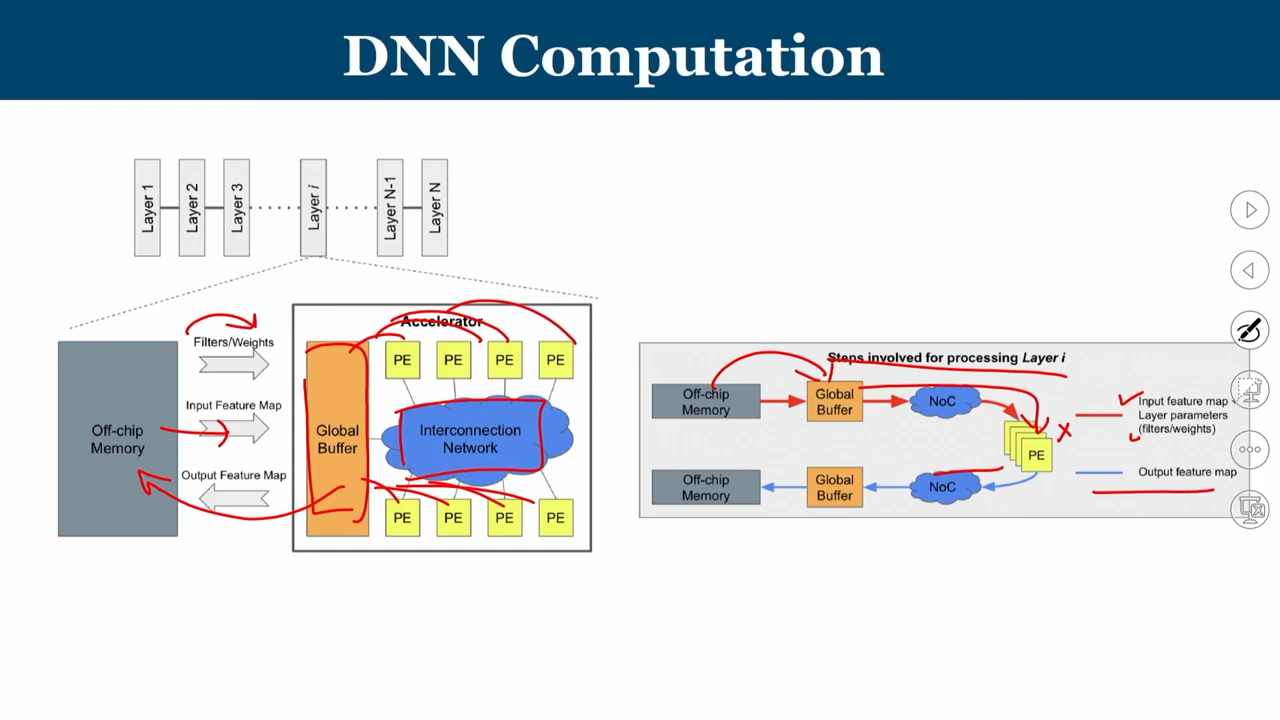 DNN Computation
Layer 1
Layer 2
Layer 3
Layer i
Layer N-1
Layer N
Filters/Weights
Input Feature Map
Output Feature Map
Off-chip
Memory
Accelerator
Global
Buffer
PE
PE
PE
PE
Interconnection
Network
PE
PE
PE
PE
Steps involved for processing Layer i
Off-chip
Memory
Global
Buffer
NoC
PE
Off-chip
Memory
Global
Buffer
NoC
Input feature map +
Layer parameters
(filters/weights)
Output feature map